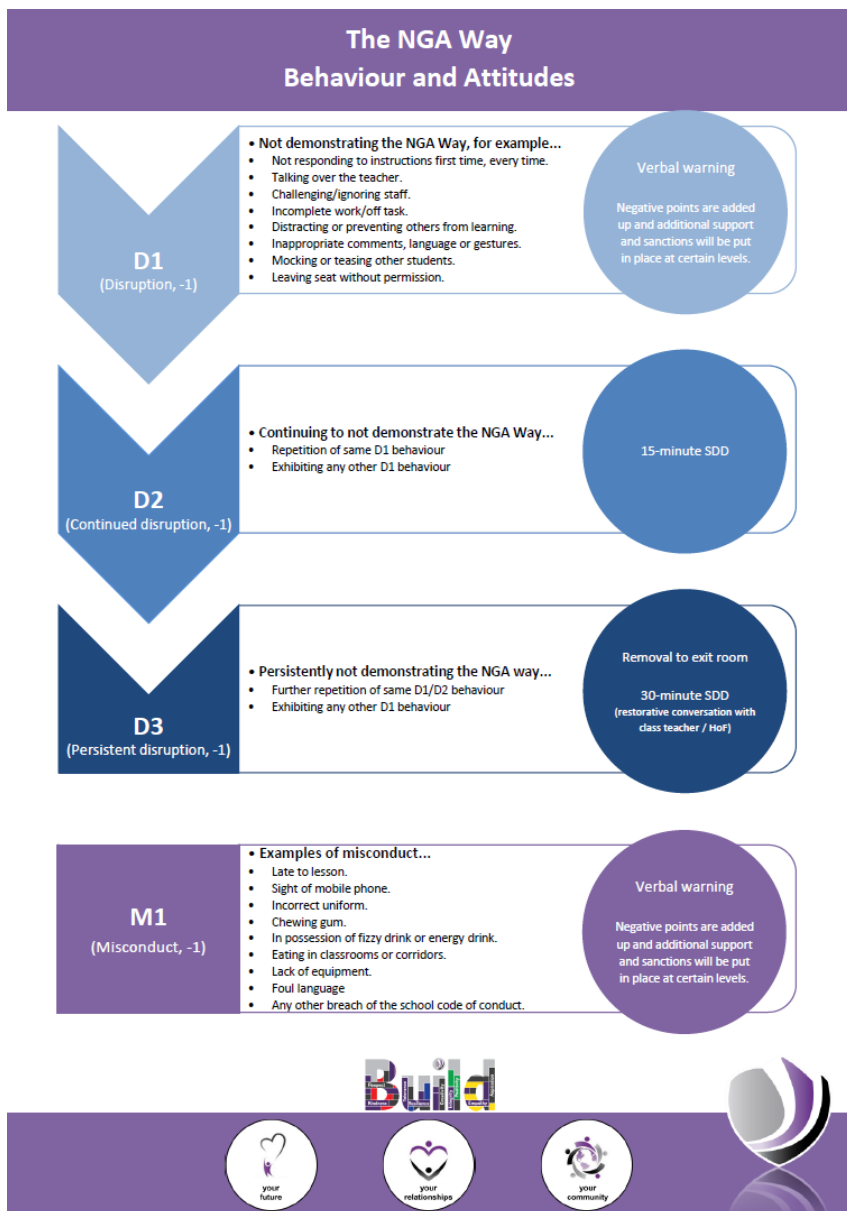 The NGA Way
Behaviour and Attitudes
• Not demonstrating the NGA Way, for example...
• Not responding to instructions first time, every time.
• Talking over the teacher.
• Challenging/ignoring staff.
• Incomplete work/off task.
• Distracting or preventing others from learning.
• Inappropriate comments, language or gestures.
• Mocking or teasing other students.
• Leaving seat without permission.
D1
(Disruption, -1)
Verbal warning
Negative points are added
up and additional support
and sanctions will be put
in place at certain levels.
D2
(Continued disruption, -1)
• Continuing to not demonstrate the NGA Way...
• Repetition of same D1 behaviour
• Exhibiting any other D1 behaviour
15-minute SDD
D3
(Persistent disruption, -1)
• Persistently not demonstrating the NGA way...
• Further repetition of same D1/D2 behaviour
• Exhibiting any other D1 behaviour
Removal to exit room
30-minute SDD
(restorative conversation with
class teacher / HoF)
M1
(Misconduct, -1)
• Examples of misconduct...
• Late to lesson.
• Sight of mobile phone.
• Incorrect uniform.
• Chewing gum.
• In possession of fizzy drink or energy drink.
• Eating in classrooms or corridors.
• Lack of equipment.
• Foul language
• Any other breach of the school code of conduct.
Verbal warning
Negative points are added
up and additional support
and sanctions will be put
in place at certain levels.
Build
your
future
your
relationships
your
community